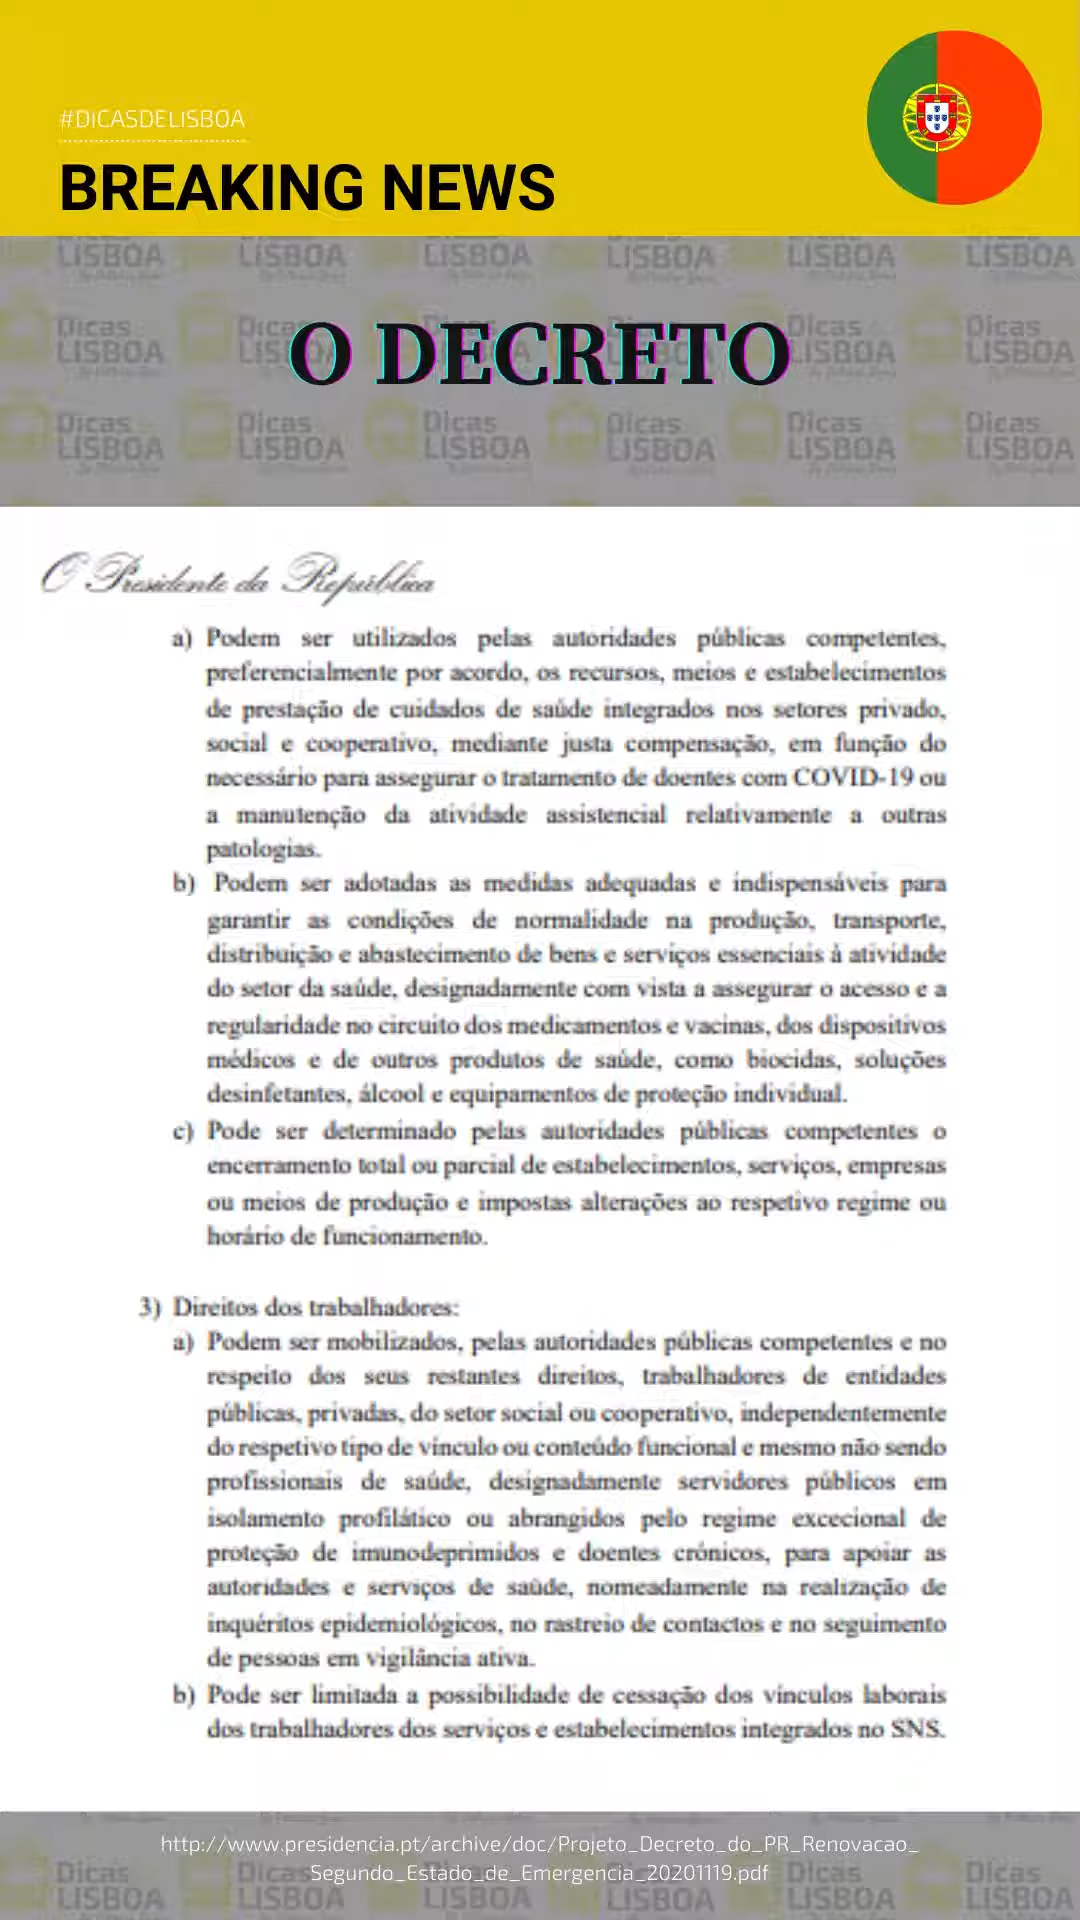 #DICASDELISBOA
BREAKING NEWS
O DECRETO
O Presidente da República
a) Podem ser utilizados pelas autoridades públicas competentes,
preferencialmente por acordo, os recursos, meios e estabelecimentos
de prestação de cuidados de saúde integrados nos setores privado,
social e cooperativo, mediante justa compensação, em função do
necessário para assegurar o tratamento de doentes com COVID-19 ou
a manutenção da atividade assistencial relativamente a outras
patologias.
b) Podem ser adotadas as medidas adequadas e indispensáveis para
garantir as condições de normalidade na produção, transporte,
distribuição e abastecimento de bens e serviços essenciais à atividade
do setor da saúde, designadamente com vista a assegurar o acesso e a
regularidade no circuito dos medicamentos e vacinas, dos dispositivos
médicos e de outros produtos de saúde, como biocidas, soluções
desinfetantes, álcool e equipamentos de proteção individual.
c) Pode ser determinado pelas autoridades públicas competentes o
encerramento total ou parcial de estabelecimentos, serviços, empresas
ou meios de produção e impostas alterações ao respetivo regime ou
horário de funcionamento.
3) Direitos dos trabalhadores:
a) Podem ser mobilizados, pelas autoridades públicas competentes e no
respeito dos seus restantes direitos, trabalhadores de entidades
públicas, privadas, do setor social ou cooperativo, independentemente
do respetivo tipo de vínculo ou conteúdo funcional e mesmo não sendo
profissionais de saúde, designadamente servidores públicos em
isolamento profilático ou abrangidos pelo regime excecional de
proteção de imunodeprimidos e doentes crónicos, para apoiar as
autoridades e serviços de saúde, nomeadamente na realização de
inquéritos epidemiológicos, no rastreio de contactos e no seguimento
de pessoas em vigilância ativa.
b) Pode ser limitada a possibilidade de cessação dos vínculos laborais
dos trabalhadores dos serviços e estabelecimentos integrados no SNS.
http://www.presidencia.pt/archive/doc/Projeto_Decreto_do_PR_Renovacao_
Segundo_Estado_de_Emergencia_20201119.pdf